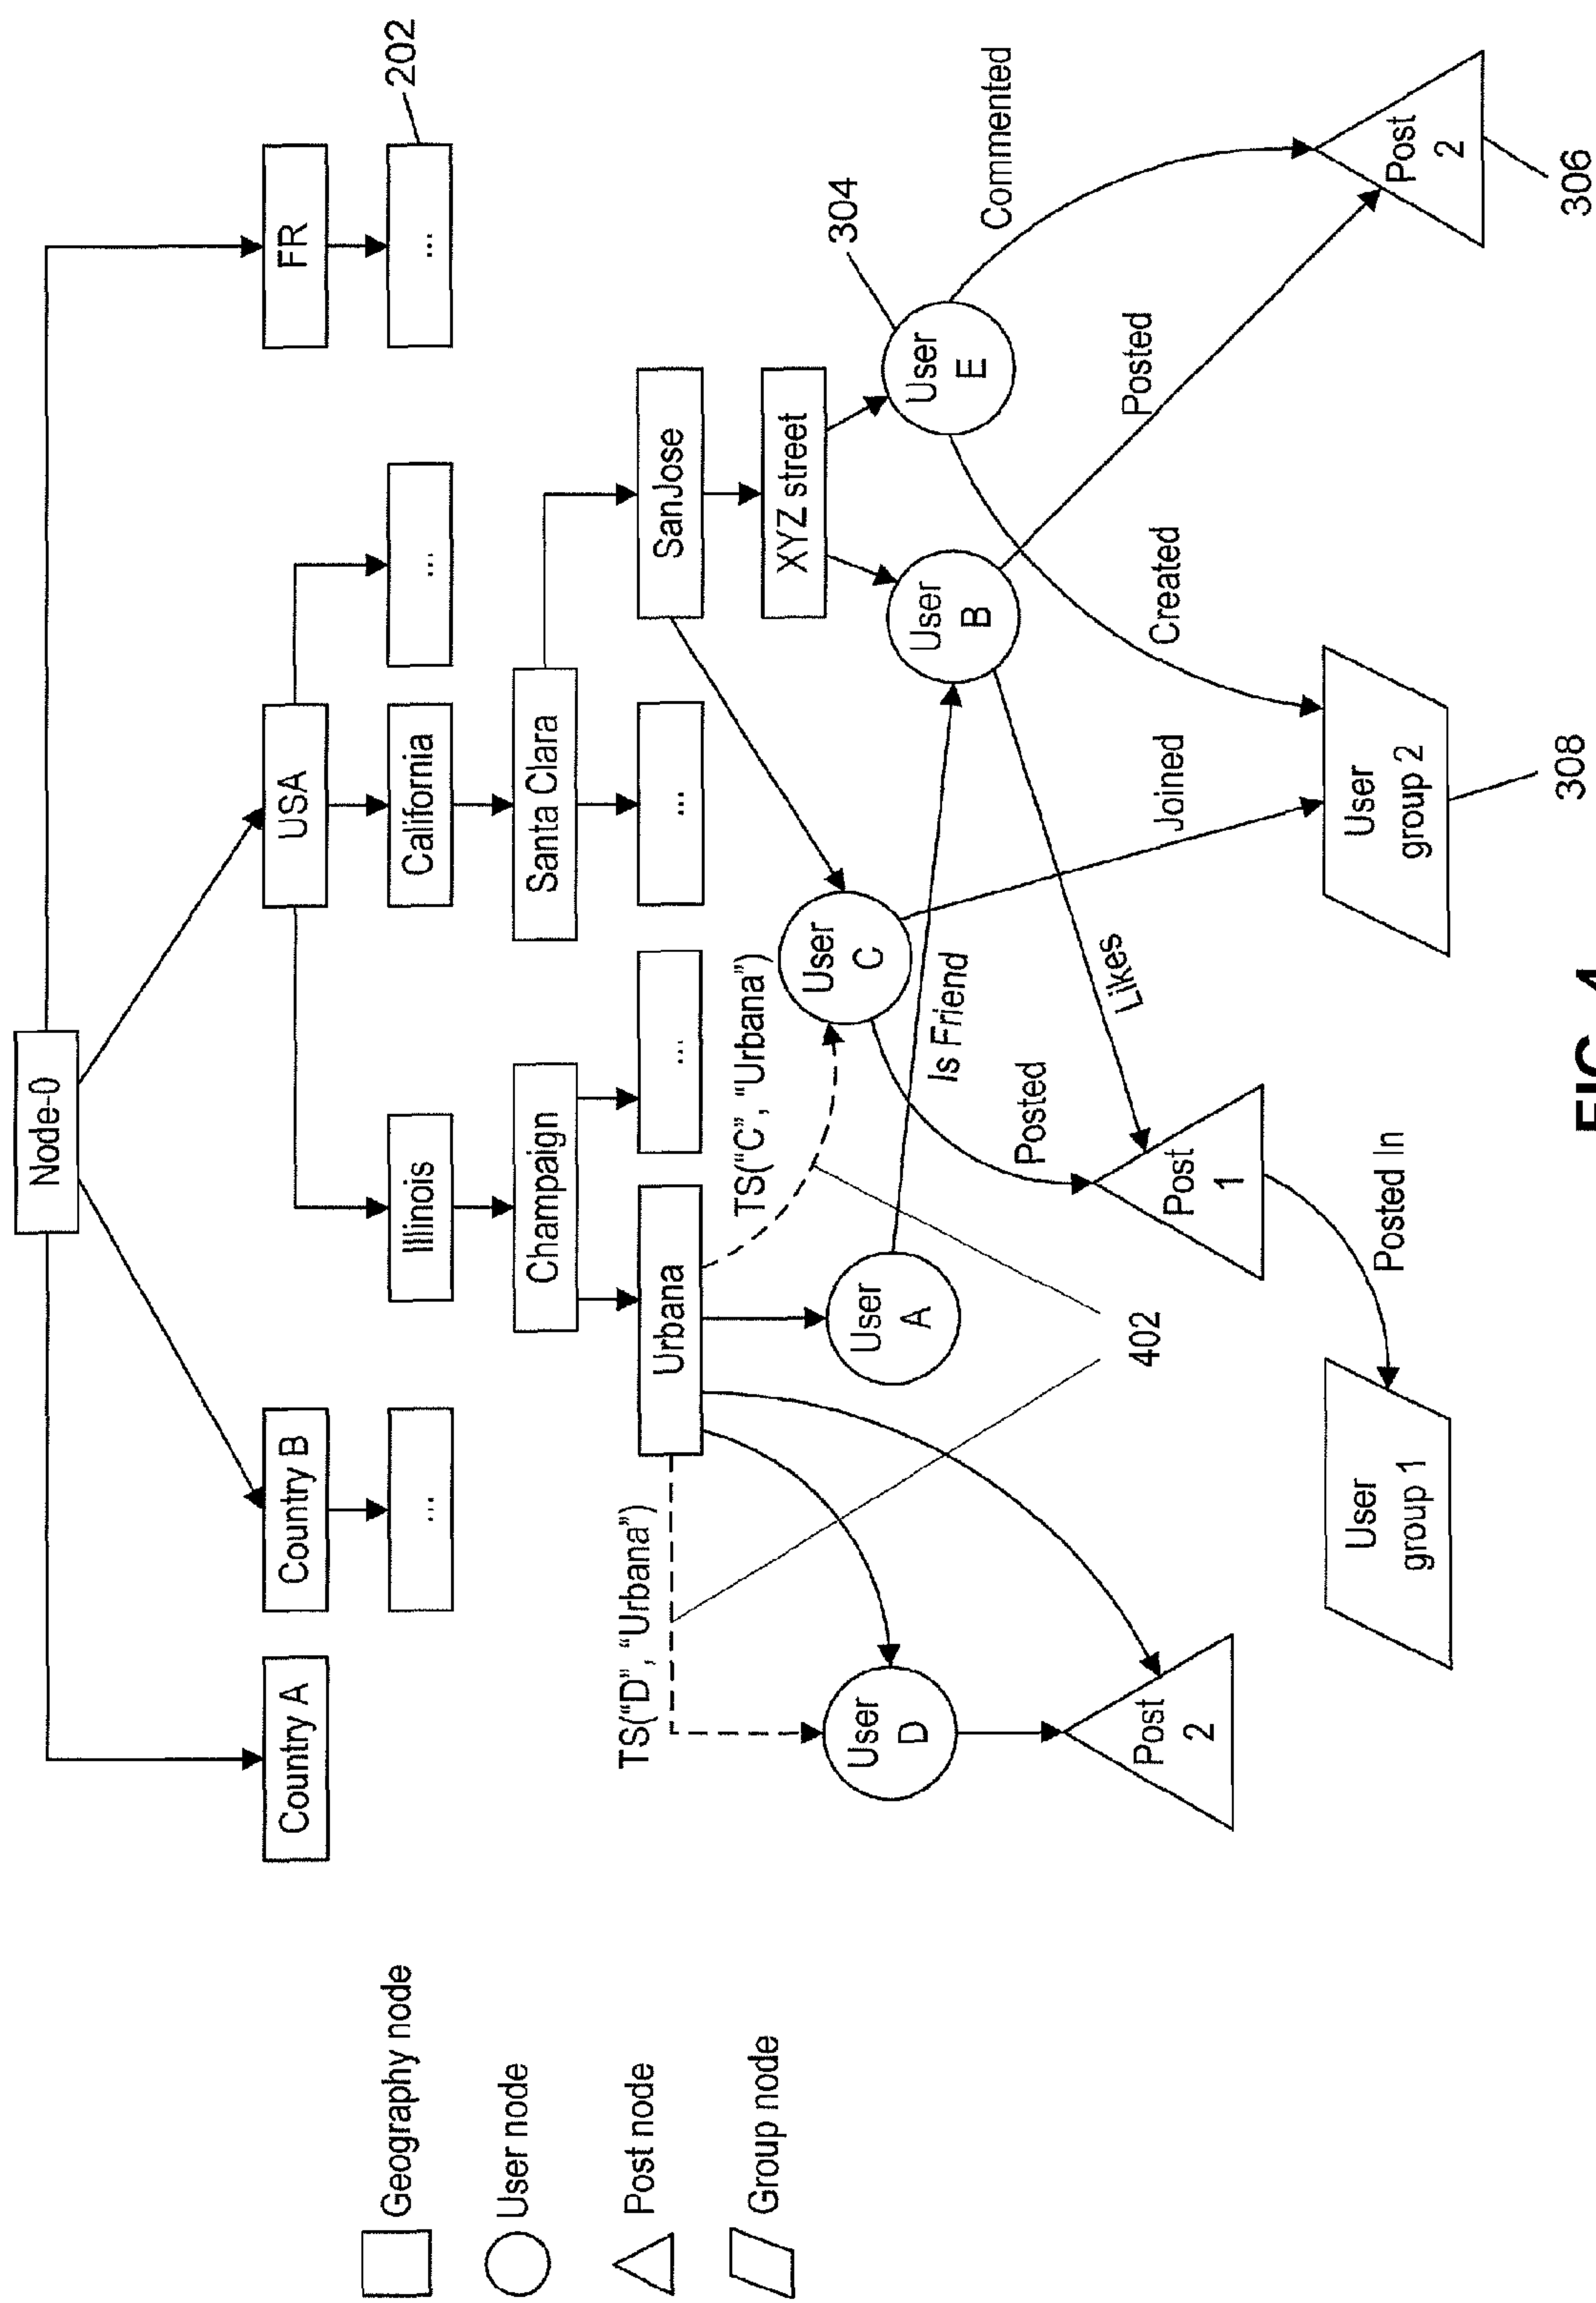 Node-0
Country A
Country B
USA
FR
...
Illinois
California
...
...
202
Champaign
Santa Clara
Urbana
...
...
SanJose
TS("D", "Urbana")
TS("C", "Urbana")
XYZ street
User
D
User
A
User
C
User
B
User
E
304
Is Friend
Commented
402
Posted
Likes
Posted
Created
Joined
Post
2
Post
1
Posted In
User
group 1
User
group 2
308
Post
2
306
Geography node
User node
Post node
Group node